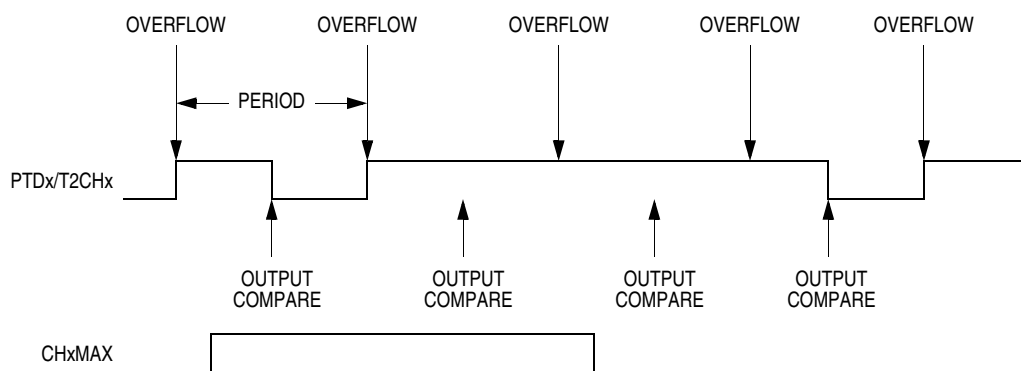 OVERFLOW OVERFLOW OVERFLOW OVERFLOW OVERFLOW
PERIOD
PTDx/T2CHx
OUTPUT OUTPUT OUTPUT OUTPUT
COMPARE COMPARE COMPARE COMPARE
CHxMAX